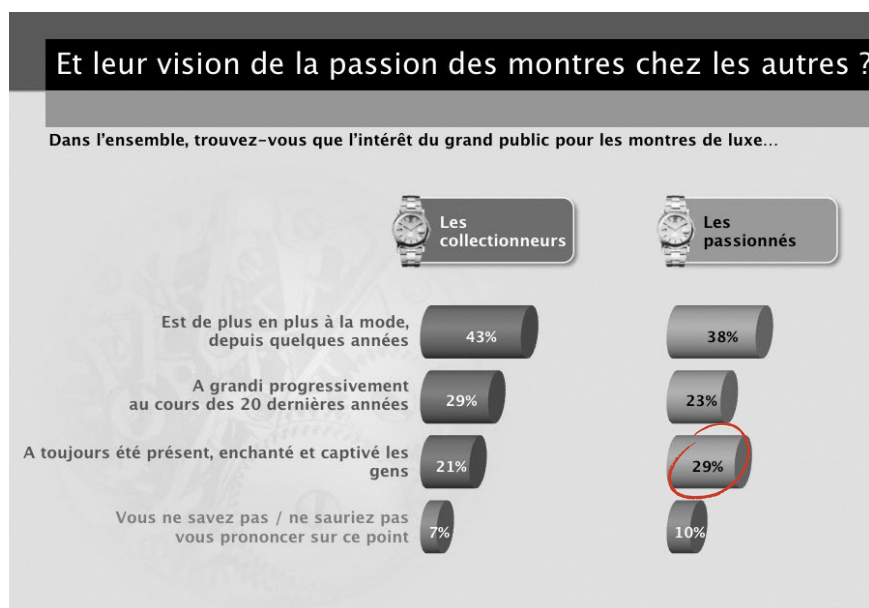 Et leur vision de la passion des montres chez les autres ?
Dans l'ensemble, trouvez-vous que l'intérêt du grand public pour les montres de luxe...
Les
collectionneurs
Les
passionnés
Est de plus en plus à la mode,
depuis quelques années
43%
38%
A grandi progressivement
au cours des 20 dernières années
29%
23%
A toujours été présent, enchanté et captivé les
gens
21%
29%
Vous ne savez pas / ne sauriez pas
vous prononcer sur ce point
7%
10%